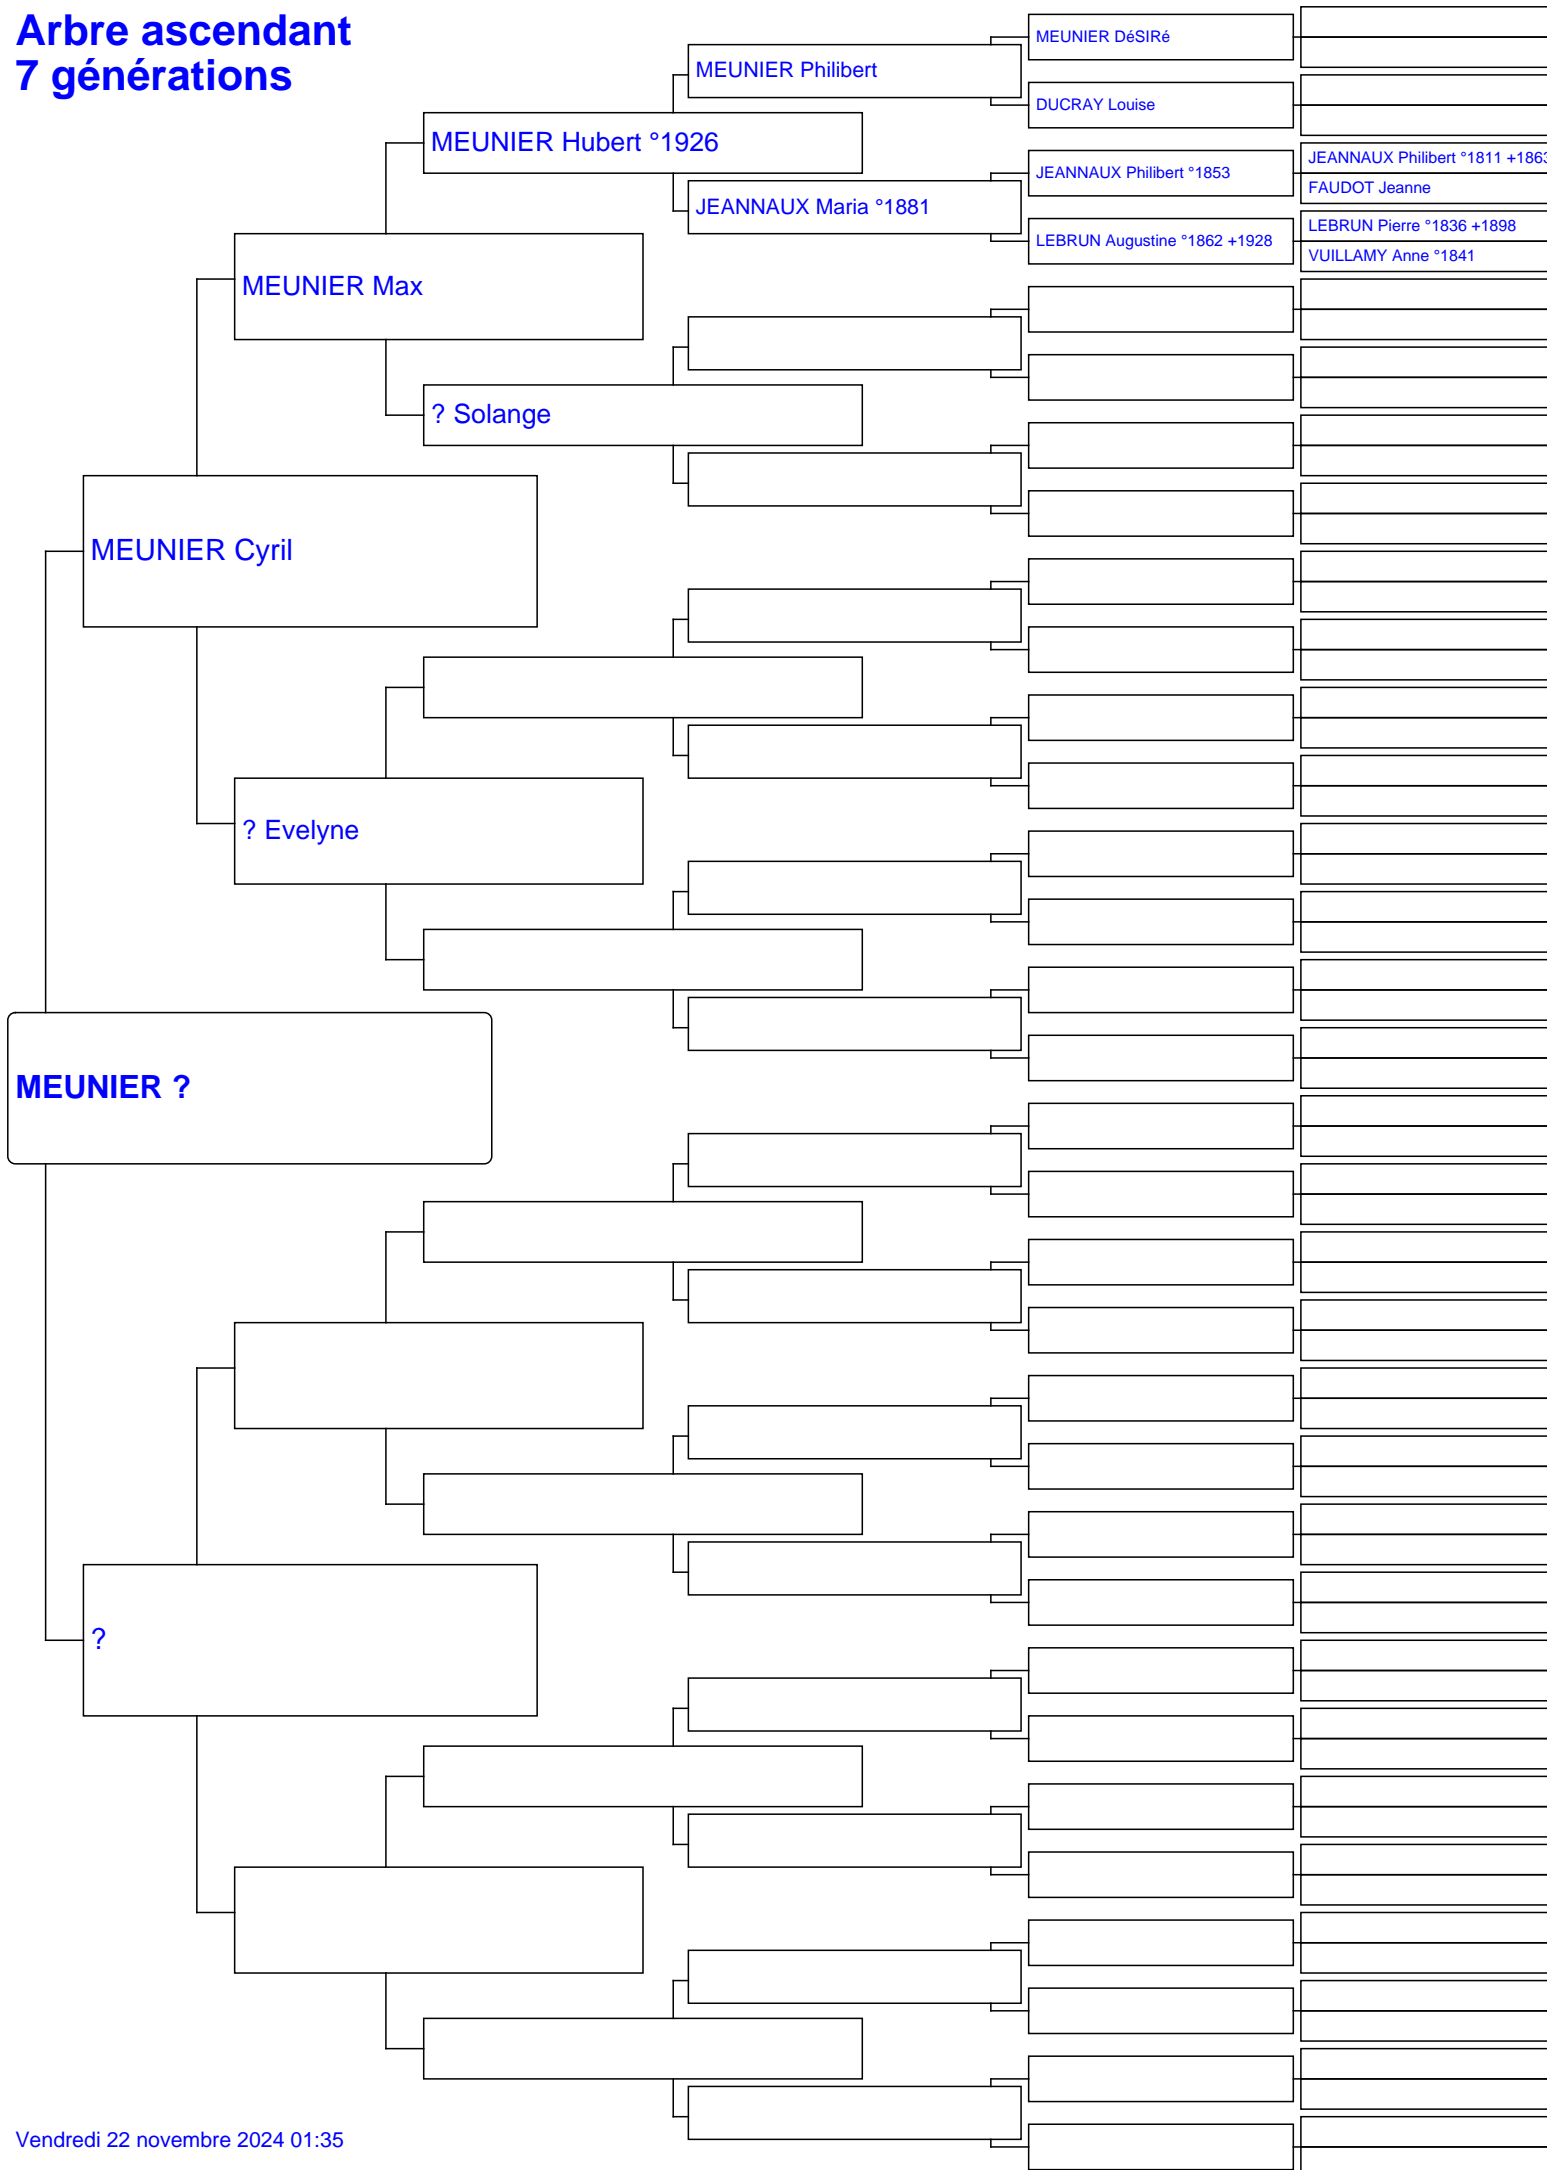 Arbre ascendant
7 générations
MEUNIER DéSIRé
MEUNIER Philibert
DUCRAY Louise
MEUNIER Hubert °1926
JEANNAUX Philibert °1811 +1863
JEANNAUX Philibert °1853
FAUDOT Jeanne
JEANNAUX Maria °1881
LEBRUN Pierre °1836 +1898
LEBRUN Augustine °1862 +1928
VUILLAMY Anne °1841
MEUNIER Max
? Solange
MEUNIER Cyril
? Evelyne
MEUNIER ?
?
Vendredi 22 novembre 2024 01:35